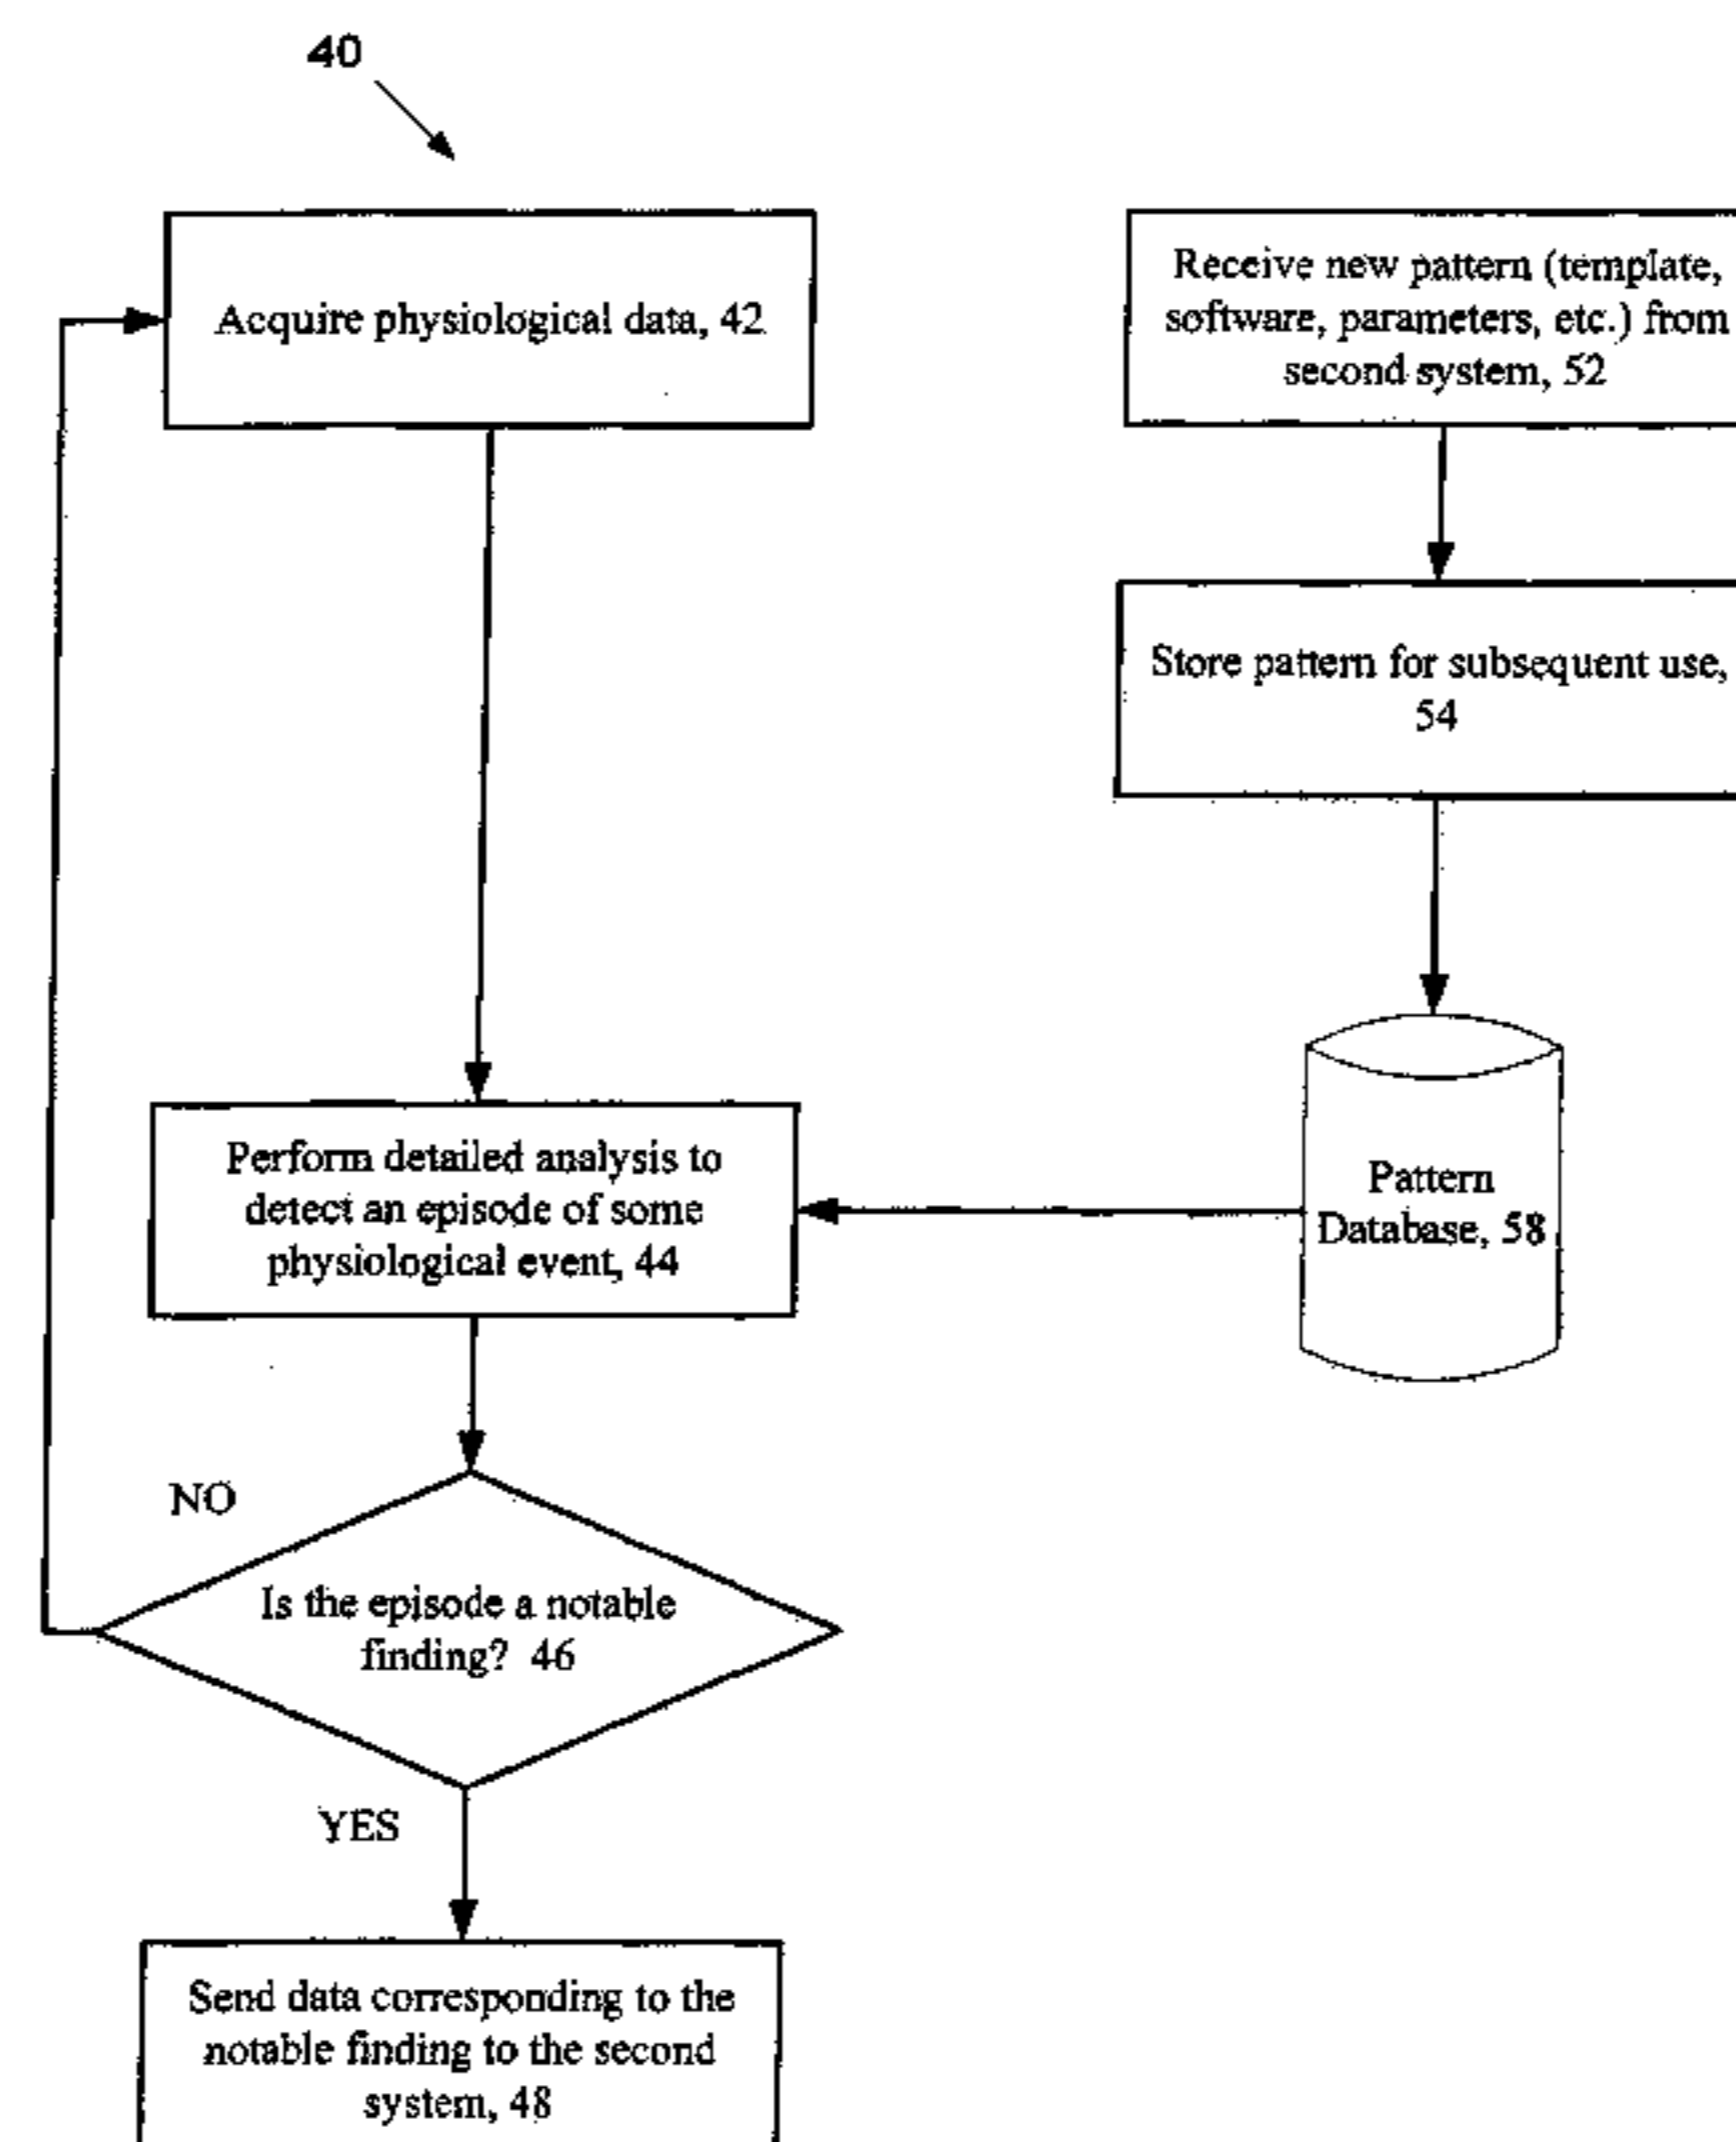 40
Acquire physiological data, 42
Receive new pattern (template,
software, parameters, etc.) from
second system, 52
Store pattern for subsequent use,
54
Perform detailed analysis to
detect an episode of some
physiological event, 44
Pattern
Database, 58
NO
Is the episode a notable
finding? 46
YES
Send data corresponding to the
notable finding to the second
system, 48